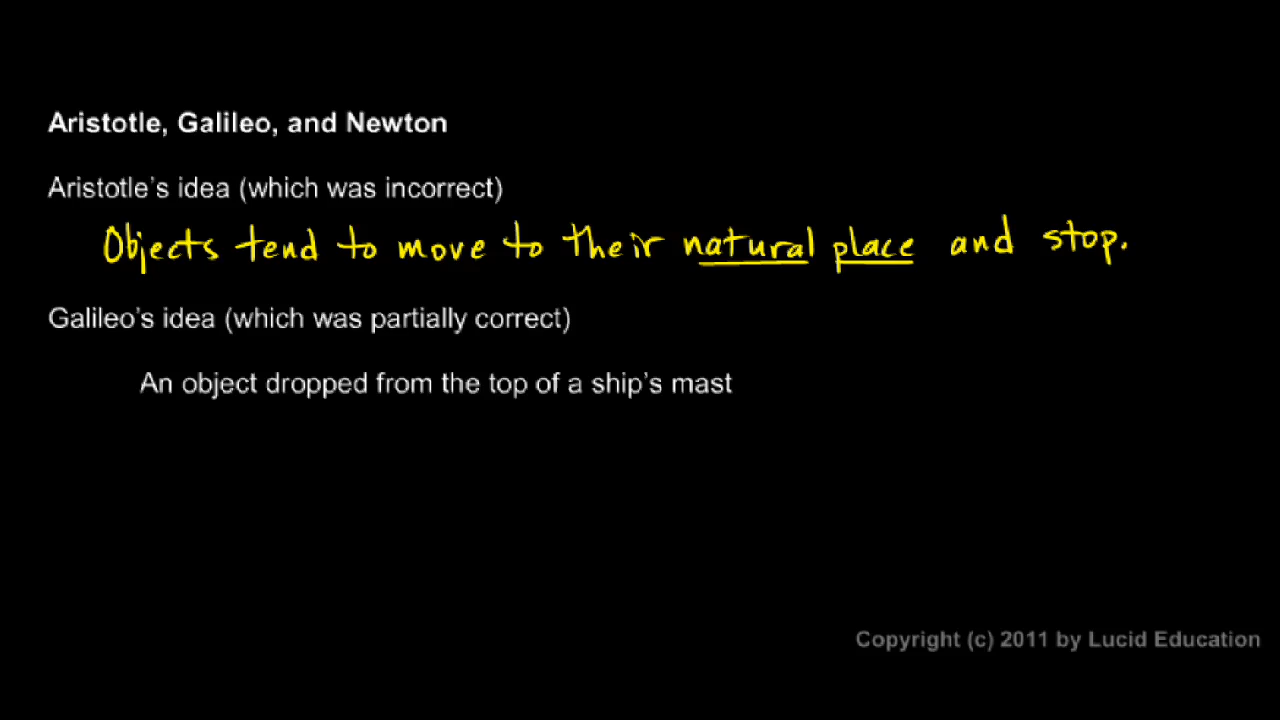 Aristotle, Galileo, and Newton
Aristotle's idea (which was incorrect)
Objects tend to move to their natural place and stop.
Galileo's idea (which was partially correct)
An object dropped from the top of a ship's mast
Copyright (c) 2011 by Lucid Education